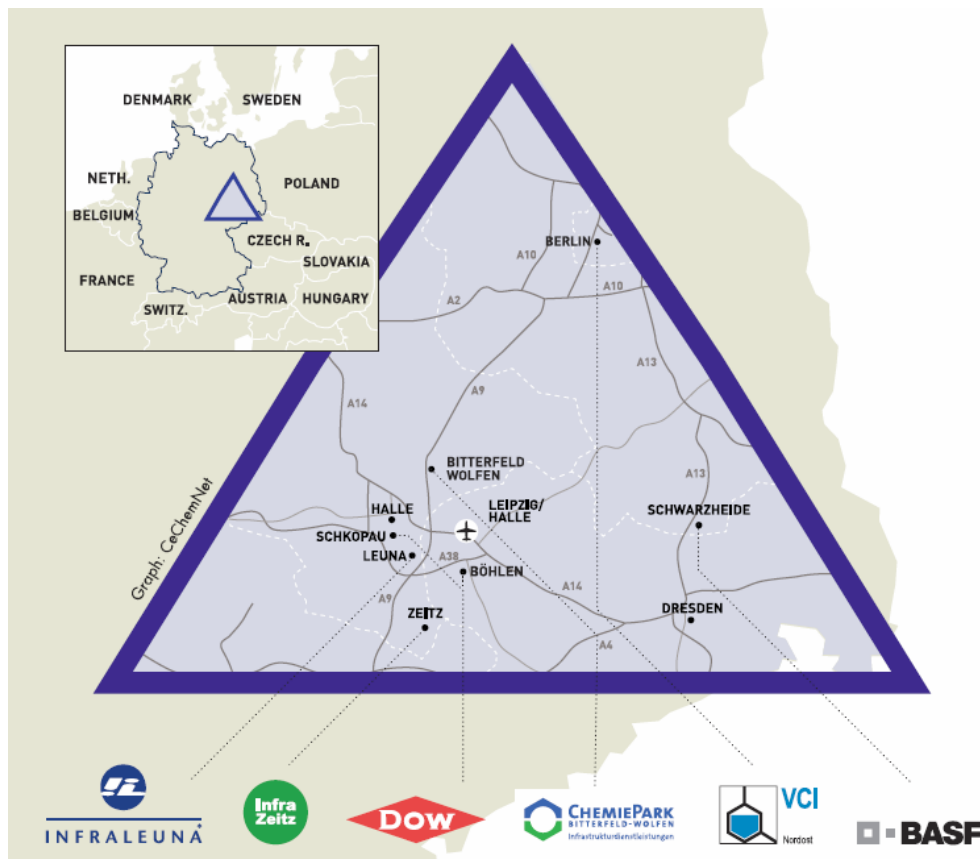 DENMARK
SWEDEN
NETH.
POLAND
BELGIUM
CZECH R.
SLOVAKIA
FRANCE
AUSTRIA
HUNGARY
SWITZ.
BERLIN
A10
A10
A2
A13
A9
A14
BITTERFELD
WOLFEN
A13
LEIPZIG/
HALLE
HALLE
SCHWARZHEIDE
SCHKOPAU
LEUNA
A38
BÖHLEN
A14
A9
ZEITZ
DRESDEN
A4
Graph: CeChemNet
INFRALEUNA
Infra
Zeitz
DOW
CHEMIEPARK
BITTERFELD-WOLFEN
Infrastrukturdienstleistungen
VCI
Nordost
BASF